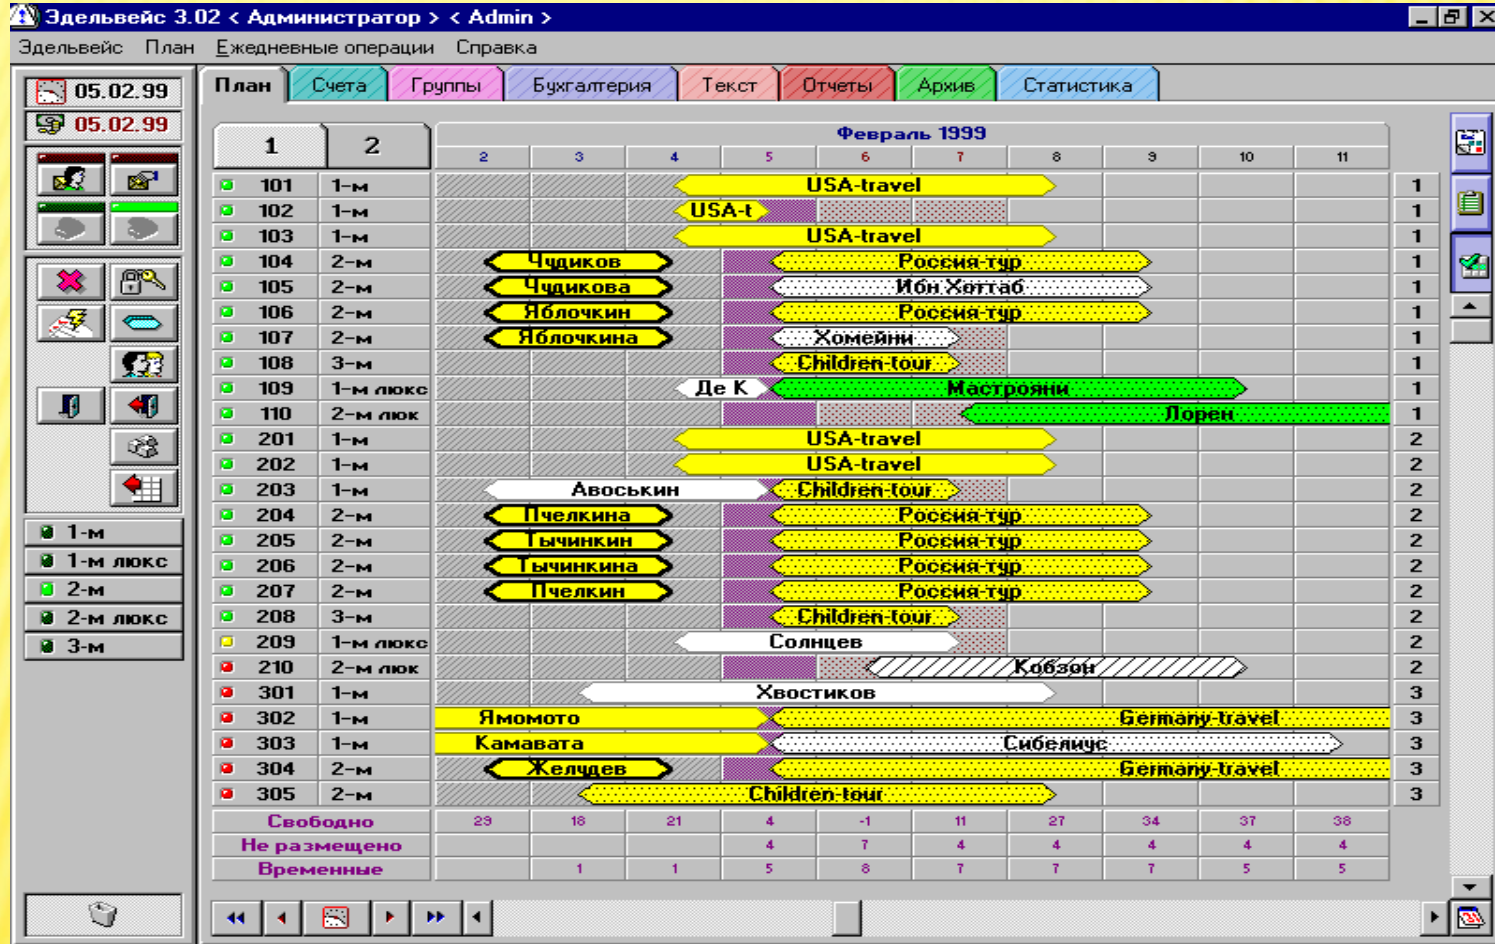 Эдельвейс 3.02 < Администратор > < Admin >
Эдельвейс План Ежедневные операции Справка
05.02.99
05.02.99
План Счета Группы Бухгалтерия Текст Отчеты Архив Статистика
1 2
Февраль 1999
2 3 4 5 6 7 8 9 10 11
101 1-м USA-travel 1
102 1-м USA-t 1
103 1-м USA-travel 1
104 2-м Чудиков Россия-тур 1
105 2-м Чудикова Ибн Хоттаб 1
106 2-м Яблочкин Россия-тур 1
107 2-м Яблочкина Хомейни 1
108 3-м Children-tour 1
109 1-м люкс Де К Мастрояни 1
110 2-м люк Лорен 1
201 1-м USA-travel 2
202 1-м USA-travel 2
203 1-м Авоськин Children-tour 2
204 2-м Пчелкина Россия-тур 2
205 2-м Тычинкин Россия-тур 2
206 2-м Тычинкина Россия-тур 2
207 2-м Пчелкин Россия-тур 2
208 3-м Children-tour 2
209 1-м люкс Солнцев 2
210 2-м люк Кобзон 2
301 1-м Хвостиков 3
302 1-м Ямомото Germany-travel 3
303 1-м Камавата Сибелиус 3
304 2-м Желудев Germany-travel 3
305 2-м Children-tour 3
Свободно 29 18 21 4 -1 11 27 34 37 38
Не размещено 4 7 4 4 4 4 4
Временные 1 1 5 8 7 7 7 5 5
1-м
1-м люкс
2-м
2-м люкс
3-м